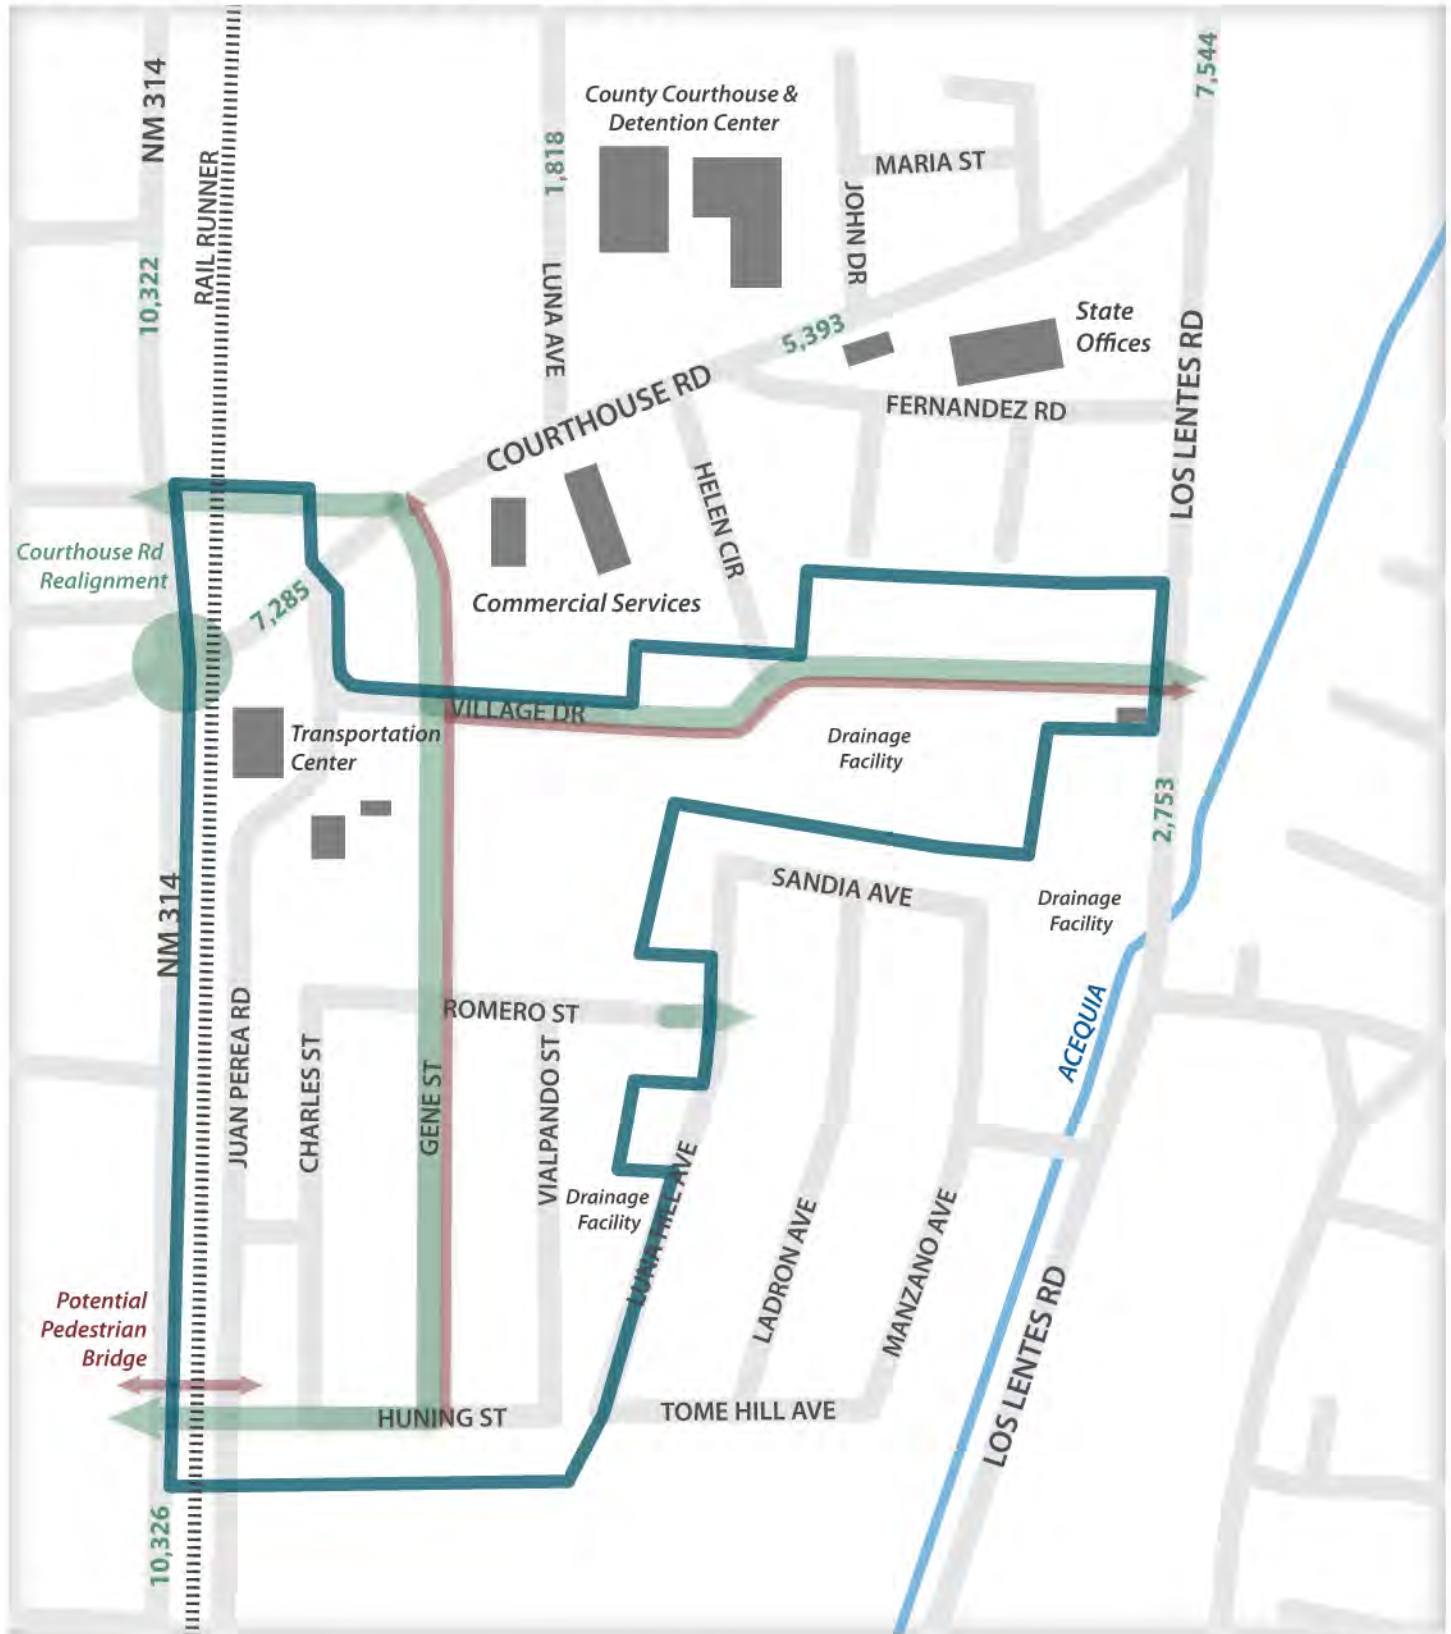 7,544
NM 314
County Courthouse &
Detention Center
1,818
MARIA ST
RAIL RUNNER
JOHN DR
10,322
LUNA AVE
5,393
State
Offices
LOS LENTES RD
COURTHOUSE RD
FERNANDEZ RD
HELEN CIR
Courthouse Rd
Realignment
7,285
Commercial Services
VILLAGE DR
Transportation
Center
Drainage
Facility
2,753
NM 314
SANDIA AVE
Drainage
Facility
ROMERO ST
ACEQUIA
JUAN PEREA RD
CHARLES ST
GENE ST
VIALPANDO ST
Drainage
Facility
LUNA HILL AVE
LADRON AVE
MANZANO AVE
Potential
Pedestrian
Bridge
LOS LENTES RD
HUNING ST
TOME HILL AVE
10,326